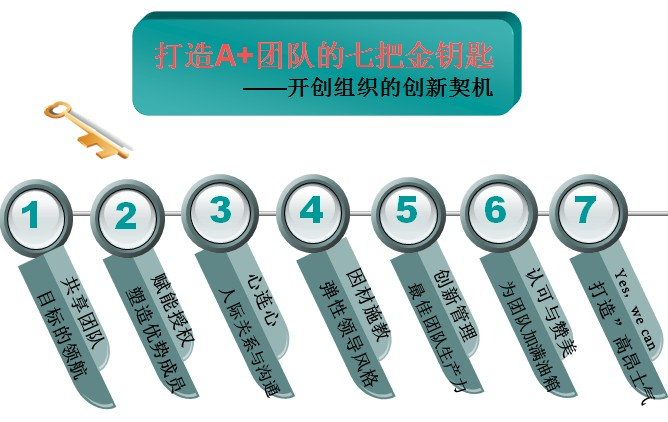 打造A+团队的七把金钥匙
——开创组织的创新契机
1
共享团队
目标的领航
2
赋能授权
塑造优势成员
3
心连心
人际关系与沟通
4
因材施教
弹性领导风格
5
创新管理
最佳团队生产力
6
认可与赞美
为团队加满油箱
7
Yes, we can
打造”高昂士气